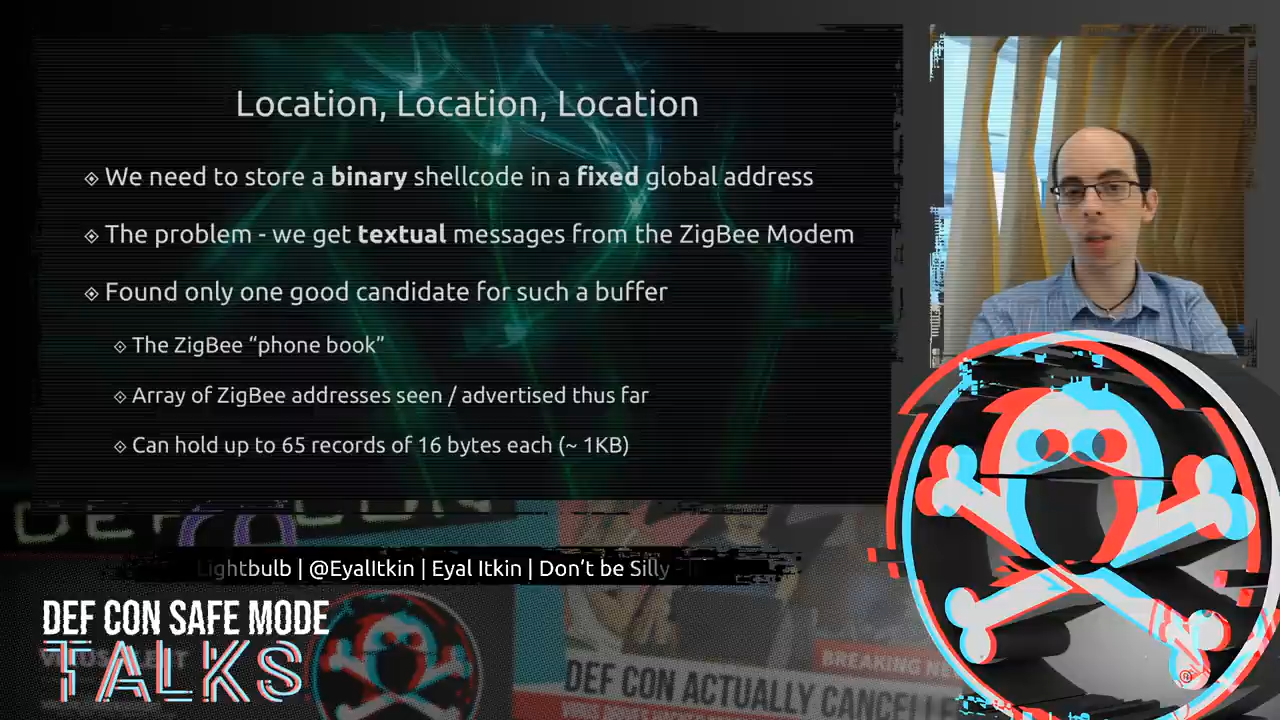 Location, Location, Location
We need to store a binary shellcode in a fixed global address
The problem - we get textual messages from the ZigBee Modem
Found only one good candidate for such a buffer
The ZigBee “phone book”
Array of ZigBee addresses seen / advertised thus far
Can hold up to 65 records of 16 bytes each (~ 1KB)
DEF CON
Lightbulb | @EyalItkin | Eyal Itkin | Don’t be Silly -
DEF CON SAFE MODE
TALKS
BREAKING
DEF CON ACTUALLY
®